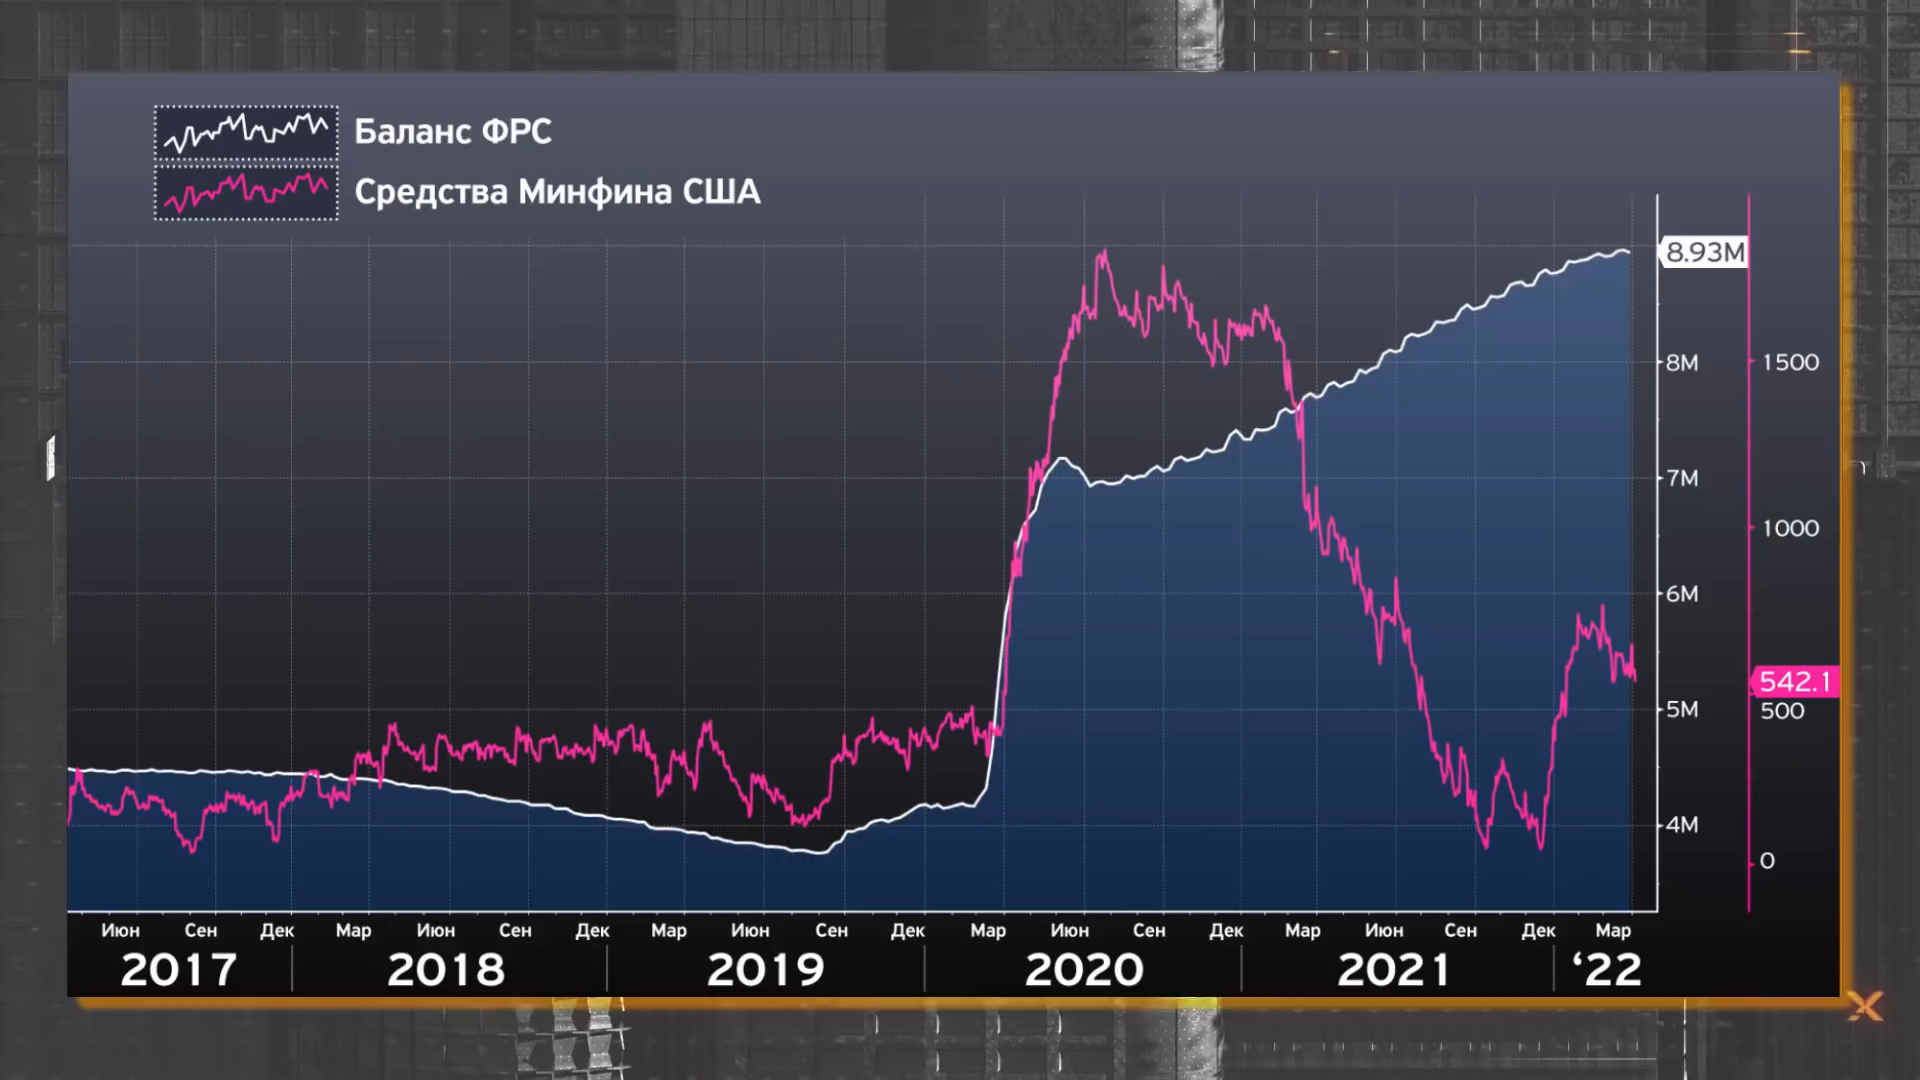 Баланс ФРС
Средства Минфина США
8.93M
8M
7M
6M
5M
4M
1500
1000
542.1
500
0
Июн Сен Дек Мар Июн Сен Дек Мар Июн Сен Дек Мар Июн Сен Дек Мар Июн Сен Дек Мар
2017 2018 2019 2020 2021 ‘22